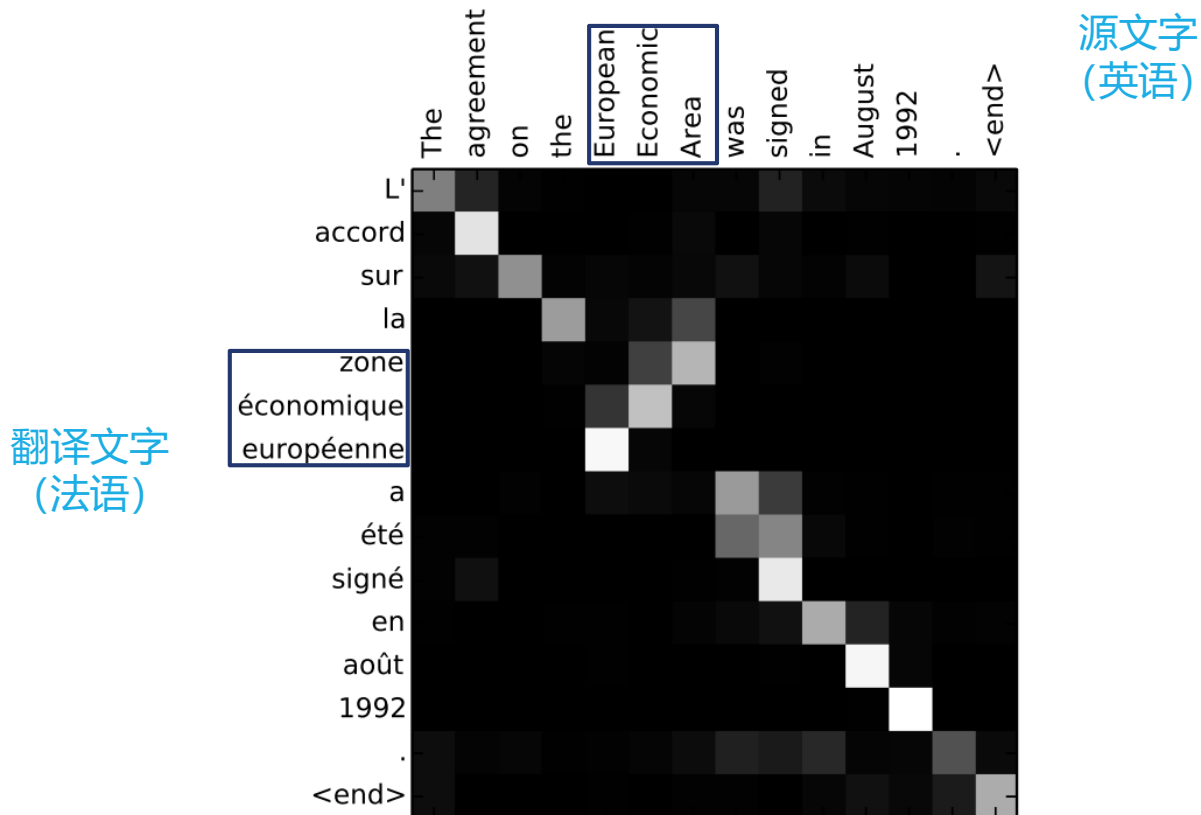 The
agreement
on
the
European
Economic
Area
was
signed
in
August
1992
.
<end>
源文字
（英语）
L'
accord
sur
la
zone
économique
européenne
a
été
signé
en
août
1992
.
<end>
翻译文字
（法语）